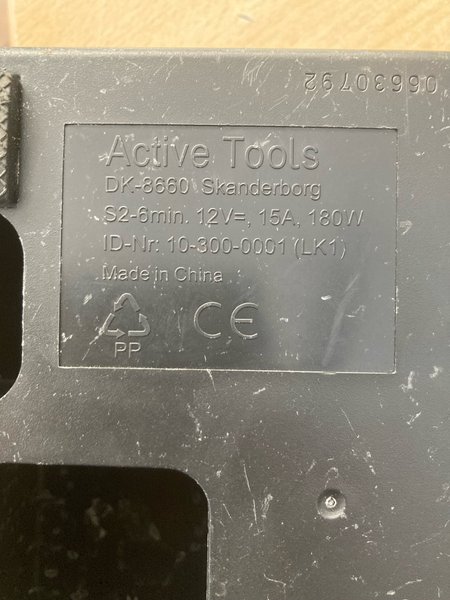 06630792
Active Tools
DK-8660 Skanderborg
S2-6min. 12V=, 15A, 180W
ID-Nr: 10-300-0001 (LK1)
Made in China
PP
CE